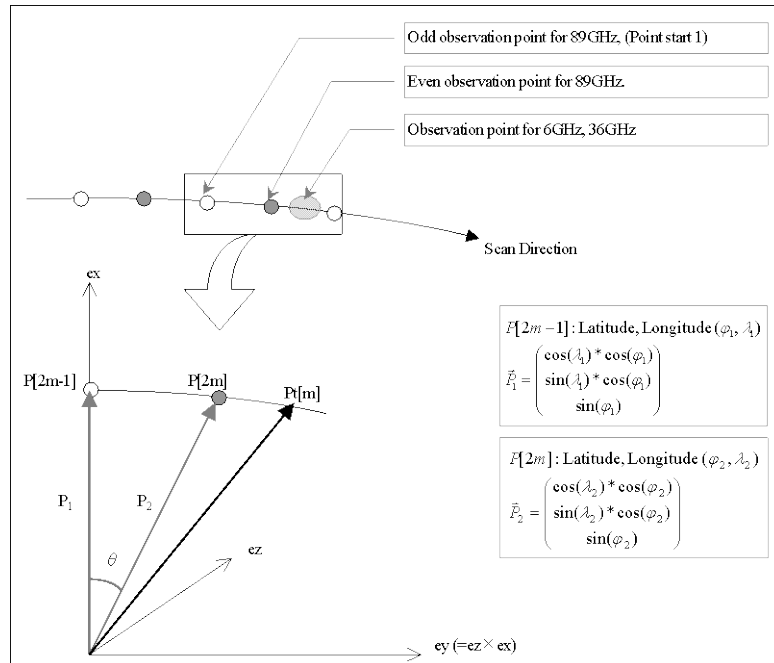 Odd observation point for 89GHz, (Point start 1)
Even observation point for 89GHz.
Observation point for 6GHz, 36GHz
Scan Direction
ex
P[2m-1]
P[2m]
Pt[m]
P₁
P₂
θ
ez
ey (=ez× ex)
P[2m−1] : Latitude, Longitude (φ₁, λ₁)
P⃗₁ = ( cos(λ₁) * cos(φ₁)
sin(λ₁) * cos(φ₁)
sin(φ₁) )
P[2m] : Latitude, Longitude (φ₂, λ₂)
P⃗₂ = ( cos(λ₂) * cos(φ₂)
sin(λ₂) * cos(φ₂)
sin(φ₂) )